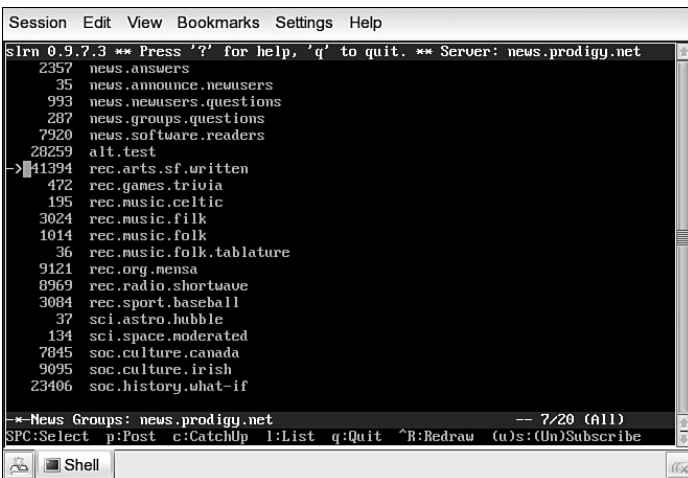 Session Edit View Bookmarks Settings Help
slrn 0.9.7.3 ** Press '?' for help, 'q' to quit. ** Server: news.prodigy.net
2357 news.answers
35 news.announce.newusers
993 news.newusers.questions
287 news.groups.questions
7920 news.software.readers
28259 alt.test
->41394 rec.arts.sf.written
472 rec.games.trivia
195 rec.music.celtic
3024 rec.music.filk
1014 rec.music.folk
36 rec.music.folk.tablature
9121 rec.org.mensa
8969 rec.radio.shortwave
3084 rec.sport.baseball
37 sci.astro.hubble
134 sci.space.moderated
7845 soc.culture.canada
9095 soc.culture.irish
23406 soc.history.what-if
-*-News Groups: news.prodigy.net -- 7/20 (All)
SPC:Select p:Post c:CatchUp l:List q:Quit ^R:Redraw (u)s:(Un)Subscribe
Shell